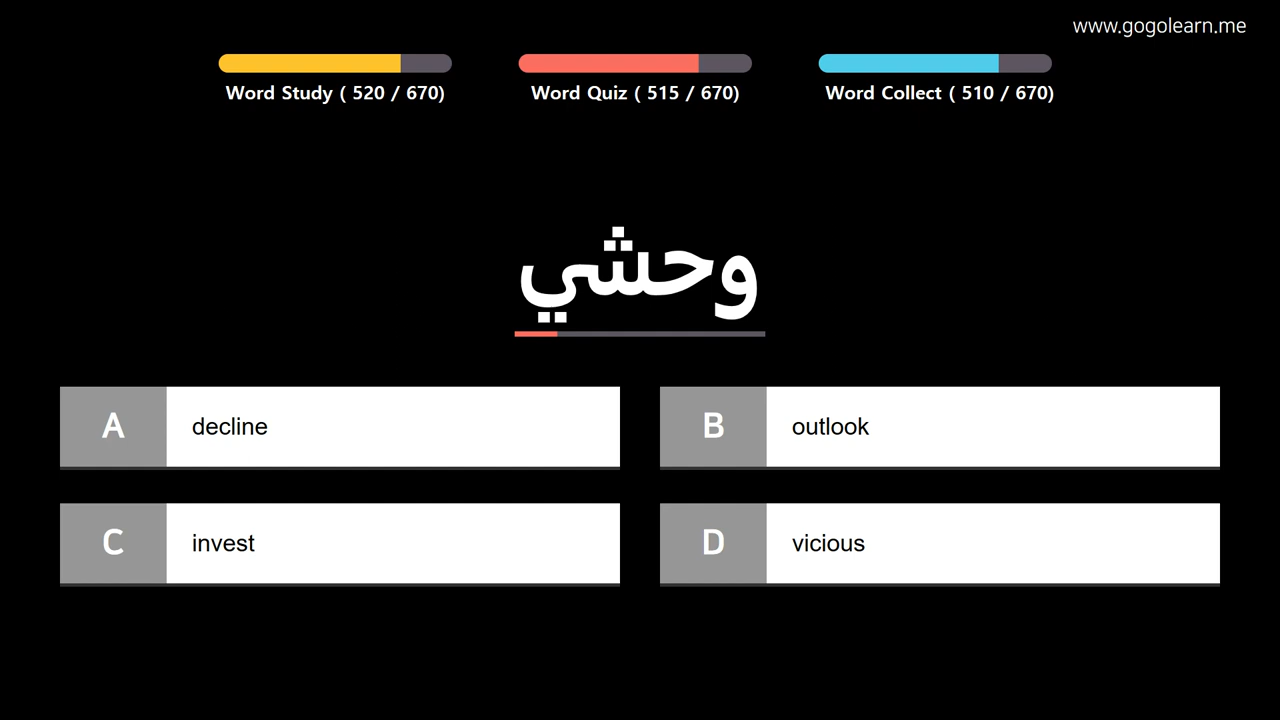 www.gogolearn.me
Word Study ( 520 / 670)
Word Quiz ( 515 / 670)
Word Collect ( 510 / 670)
وحشي
A decline
B outlook
C invest
D vicious